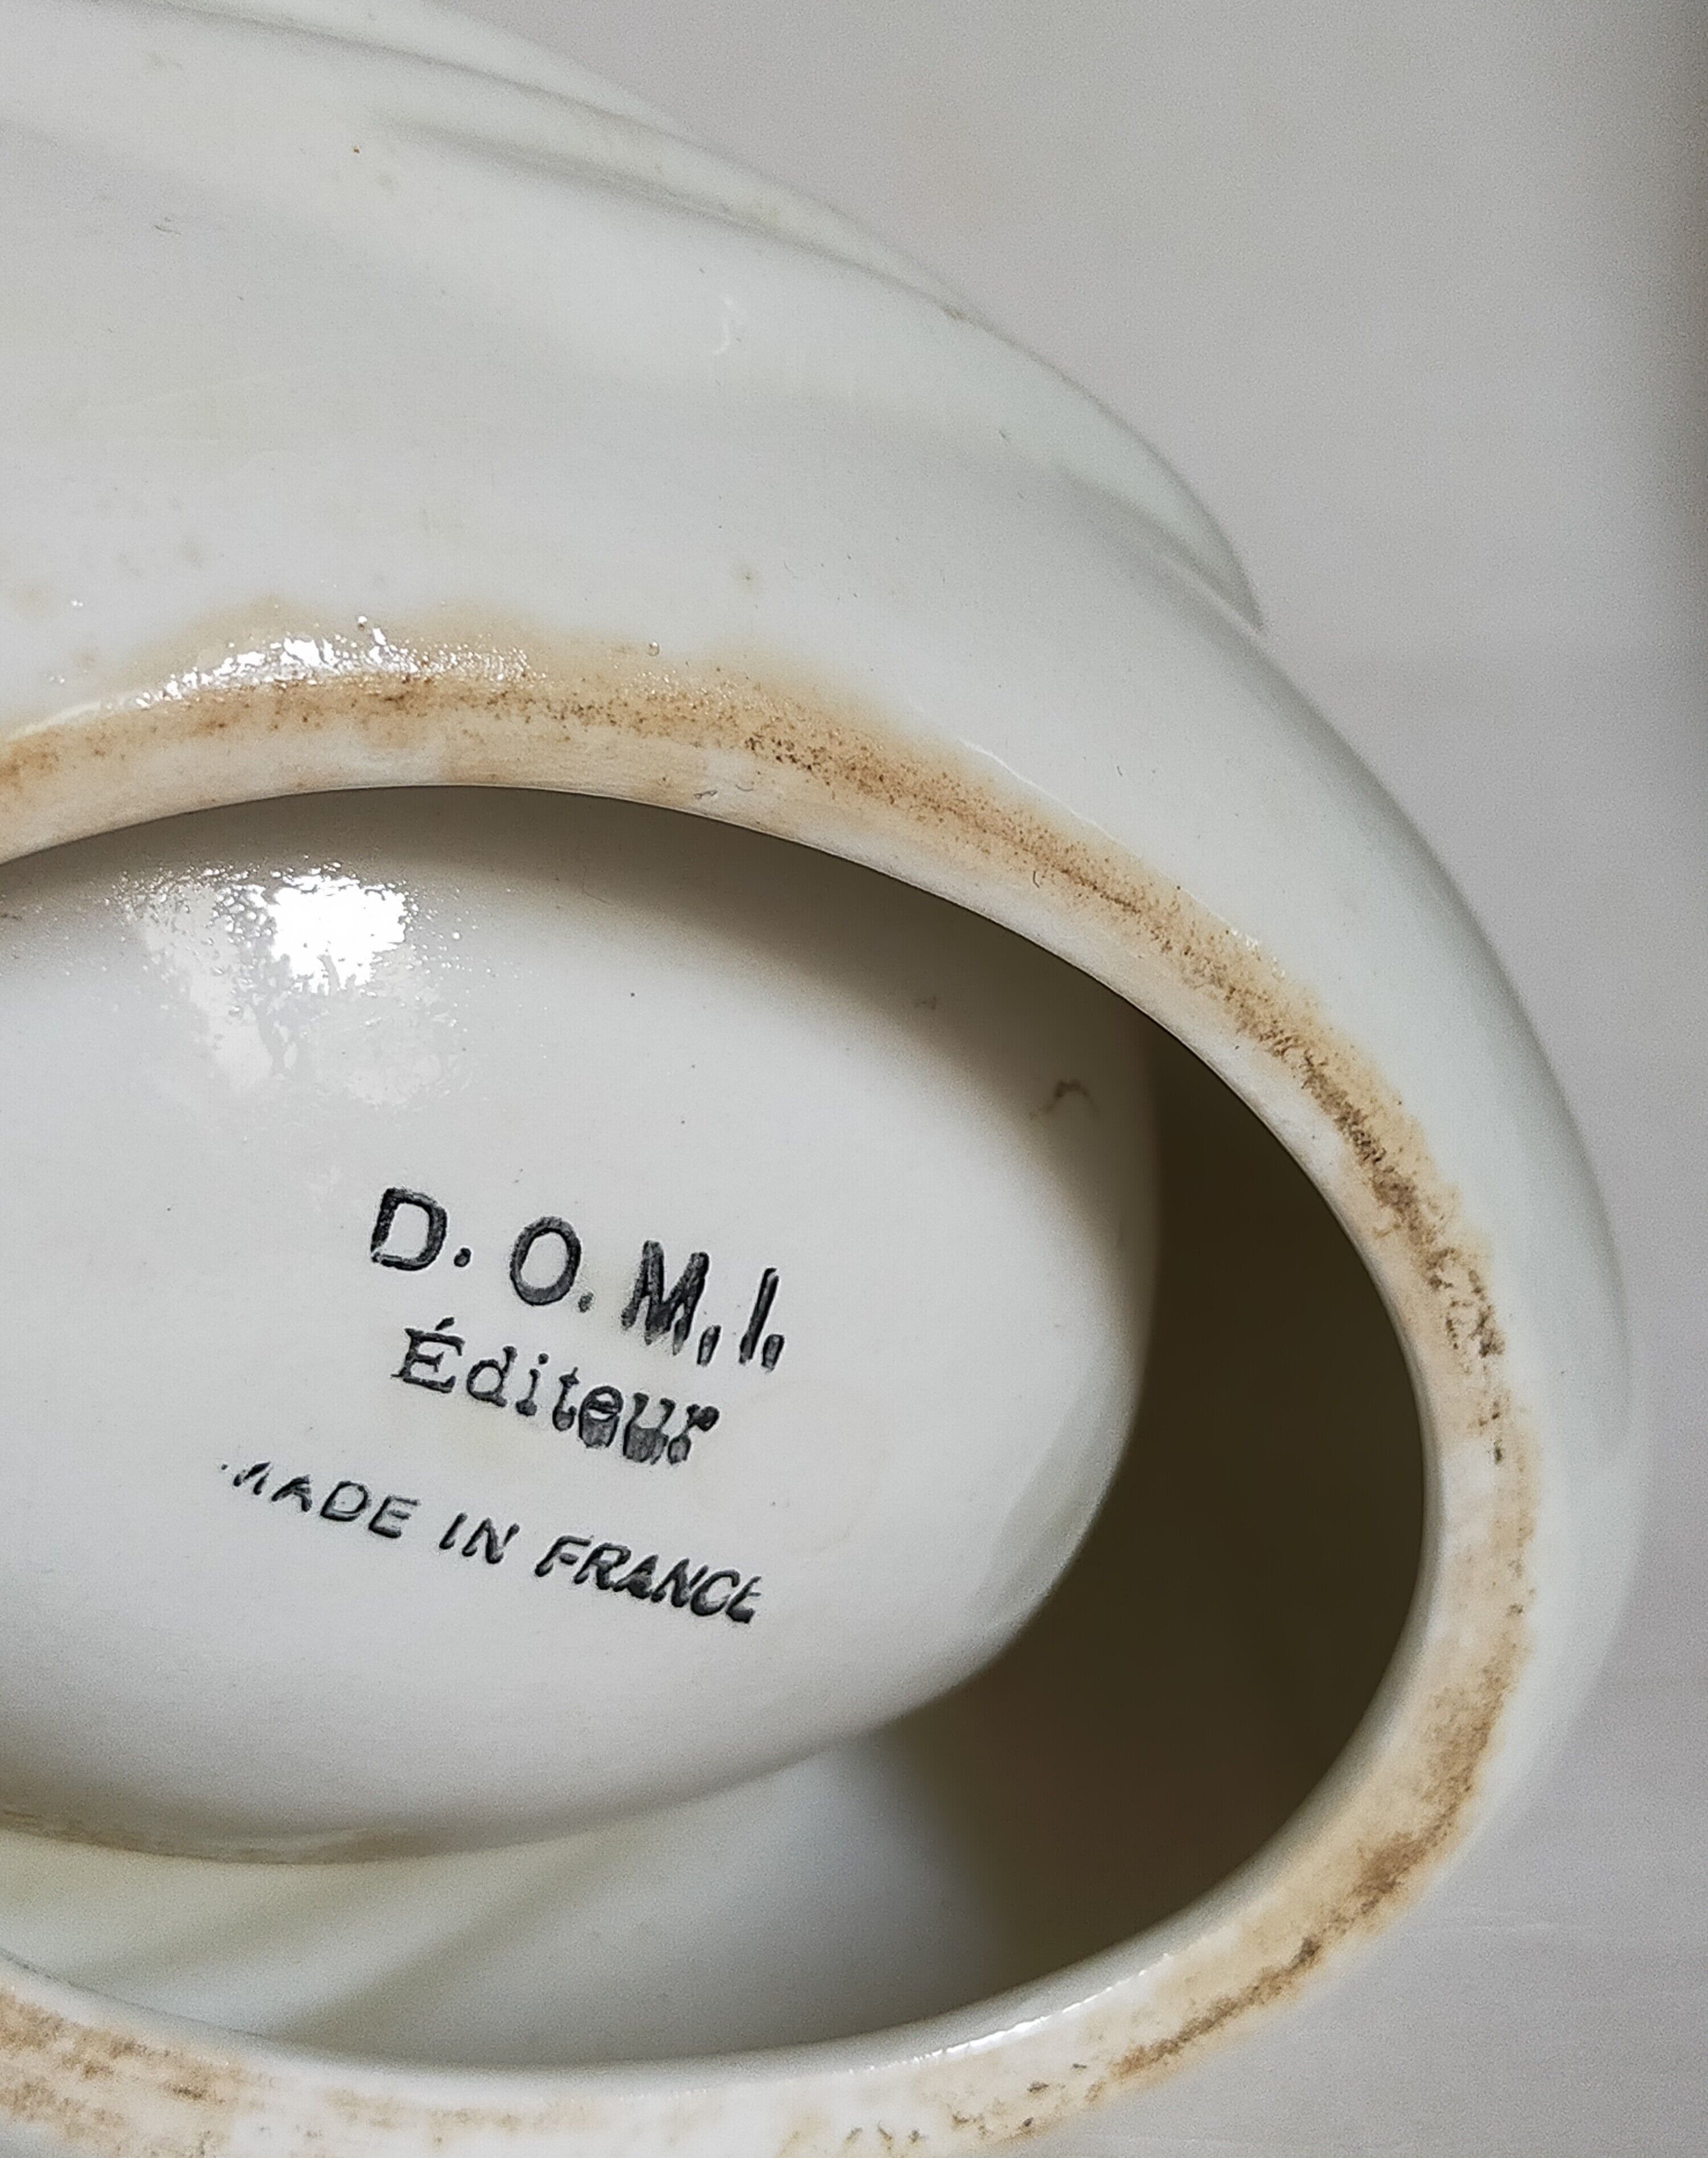 D. O. M. I.
Éditeur
MADE IN FRANCE